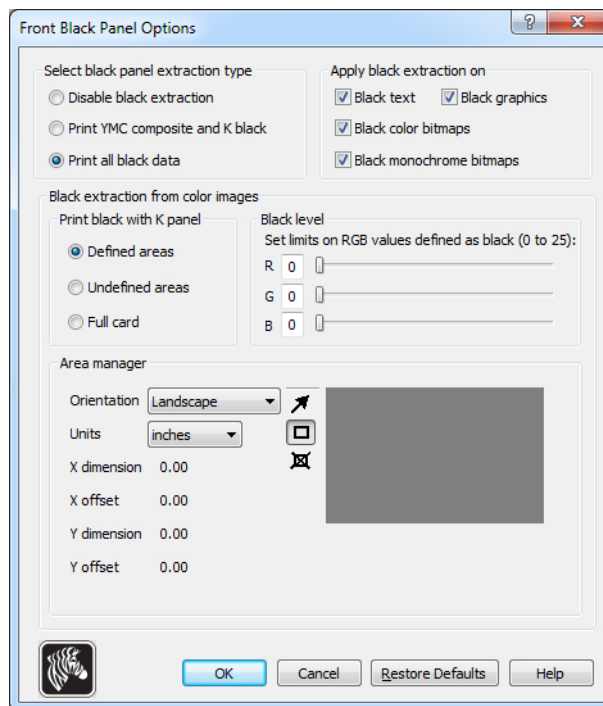 Front Black Panel Options
Select black panel extraction type
Disable black extraction
Print YMC composite and K black
Print all black data
Apply black extraction on
Black text
Black graphics
Black color bitmaps
Black monochrome bitmaps
Black extraction from color images
Print black with K panel
Defined areas
Undefined areas
Full card
Black level
Set limits on RGB values defined as black (0 to 25):
R 0
G 0
B 0
Area manager
Orientation Landscape
Units inches
X dimension 0.00
X offset 0.00
Y dimension 0.00
Y offset 0.00
OK Cancel Restore Defaults Help